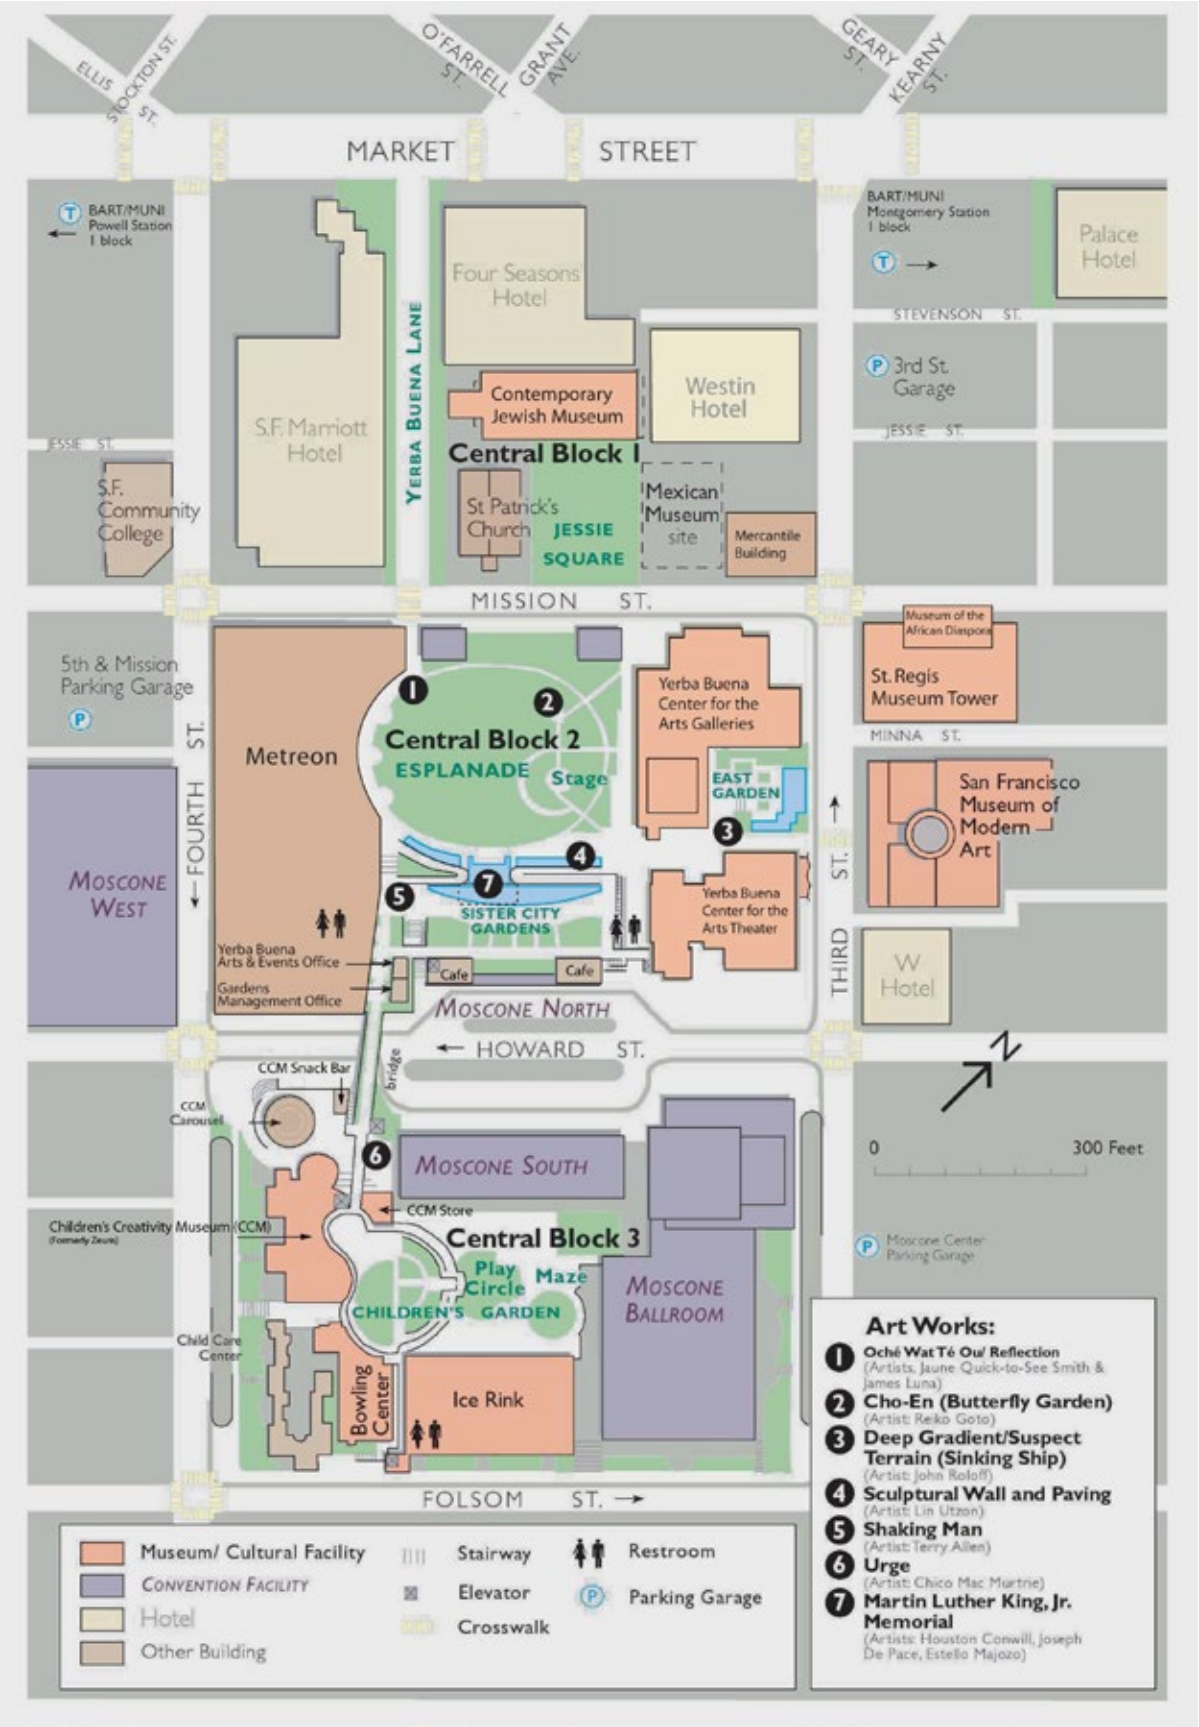 ELLIS
ST.
STOCKTON ST.
O'FARRELL
ST.
GRANT
AVE.
GEARY
ST.
KEARNY
ST.
MARKET STREET
T
BART/MUNI
Powell Station
1 block
BART/MUNI
Montgomery Station
1 block
T
Palace
Hotel
Four Seasons
Hotel
STEVENSON ST.
YERBA BUENA LANE
P
3rd St.
Garage
Contemporary
Jewish Museum
Westin
Hotel
S.F. Marriott
Hotel
JESSIE ST.
JESSIE ST.
Central Block 1
S.F.
Community
College
St Patrick's
Church
JESSIE
SQUARE
Mexican
Museum
site
Mercantile
Building
MISSION ST.
Museum of the
African Diaspora
St. Regis
Museum Tower
5th & Mission
Parking Garage
P
MINNA ST.
FOURTH ST.
Metreon
1
2
Central Block 2
ESPLANADE
Stage
Yerba Buena
Center for the
Arts Galleries
EAST
GARDEN
3
San Francisco
Museum of
Modern
Art
MOSCONE
WEST
4
5
7
SISTER CITY
GARDENS
Yerba Buena
Center for the
Arts Theater
THIRD ST.
W
Hotel
Yerba Buena
Arts & Events Office
Gardens
Management Office
Cafe
Cafe
MOSCONE NORTH
HOWARD ST.
bridge
N
CCM Snack Bar
CCM
Carousel
0 300 Feet
6
MOSCONE SOUTH
CCM Store
Children's Creativity Museum (CCM)
(Formerly Zeum)
Central Block 3
Play
Circle
Maze
CHILDREN'S GARDEN
MOSCONE
BALLROOM
P
Moscone Center
Parking Garage
Child Care
Center
Bowling
Center
Ice Rink
FOLSOM ST.
Art Works:
1 Oché Wat Té Ou/ Reflection
(Artists, Jaune Quick-to-See Smith &
James Luna)
2 Cho-En (Butterfly Garden)
(Artist: Reiko Goto)
3 Deep Gradient/Suspect
Terrain (Sinking Ship)
(Artist: John Roloff)
4 Sculptural Wall and Paving
(Artist: Lin Utzon)
5 Shaking Man
(Artist: Terry Allen)
6 Urge
(Artist: Chico Mac Murtrie)
7 Martin Luther King, Jr.
Memorial
(Artists: Houston Conwill, Joseph
De Pace, Estello Majozo)
Museum/ Cultural Facility
CONVENTION FACILITY
Hotel
Other Building
Stairway
Elevator
Crosswalk
Restroom
P
Parking Garage